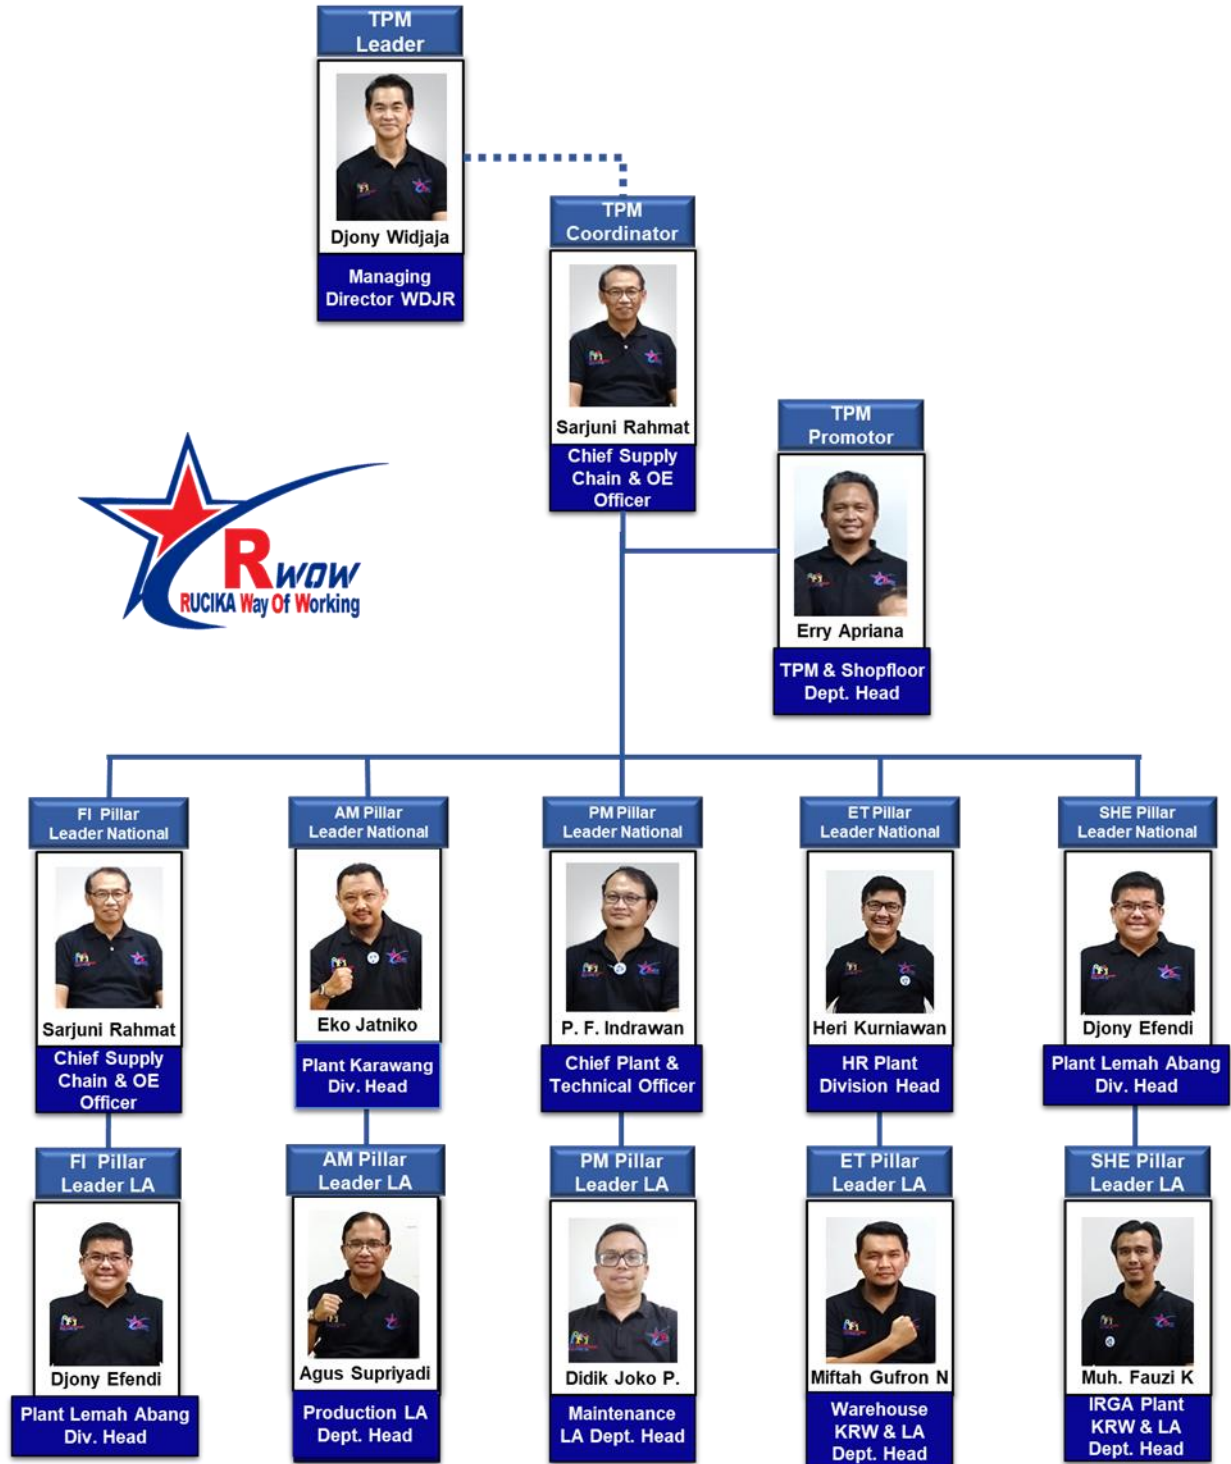 TPM
Leader
Djony Widjaja
Managing
Director WDJR
TPM
Coordinator
Sarjuni Rahmat
Chief Supply
Chain & OE
Officer
TPM
Promotor
Erry Apriana
TPM & Shopfloor
Dept. Head
R WOW
RUCIKA Way Of Working
FI Pillar
Leader National
Sarjuni Rahmat
Chief Supply
Chain & OE
Officer
AM Pillar
Leader National
Eko Jatniko
Plant Karawang
Div. Head
PM Pillar
Leader National
P. F. Indrawan
Chief Plant &
Technical Officer
ET Pillar
Leader National
Heri Kurniawan
HR Plant
Division Head
SHE Pillar
Leader National
Djony Efendi
Plant Lemah Abang
Div. Head
FI Pillar
Leader LA
Djony Efendi
Plant Lemah Abang
Div. Head
AM Pillar
Leader LA
Agus Supriyadi
Production LA
Dept. Head
PM Pillar
Leader LA
Didik Joko P.
Maintenance
LA Dept. Head
ET Pillar
Leader LA
Miftah Gufron N
Warehouse
KRW & LA
Dept. Head
SHE Pillar
Leader LA
Muh. Fauzi K
IRGA Plant
KRW & LA
Dept. Head